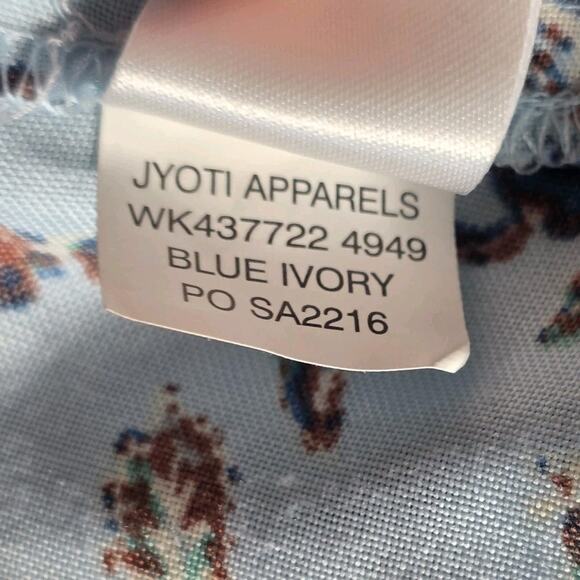 JYOTI APPARELS
WK437722 4949
BLUE IVORY
PO SA2216